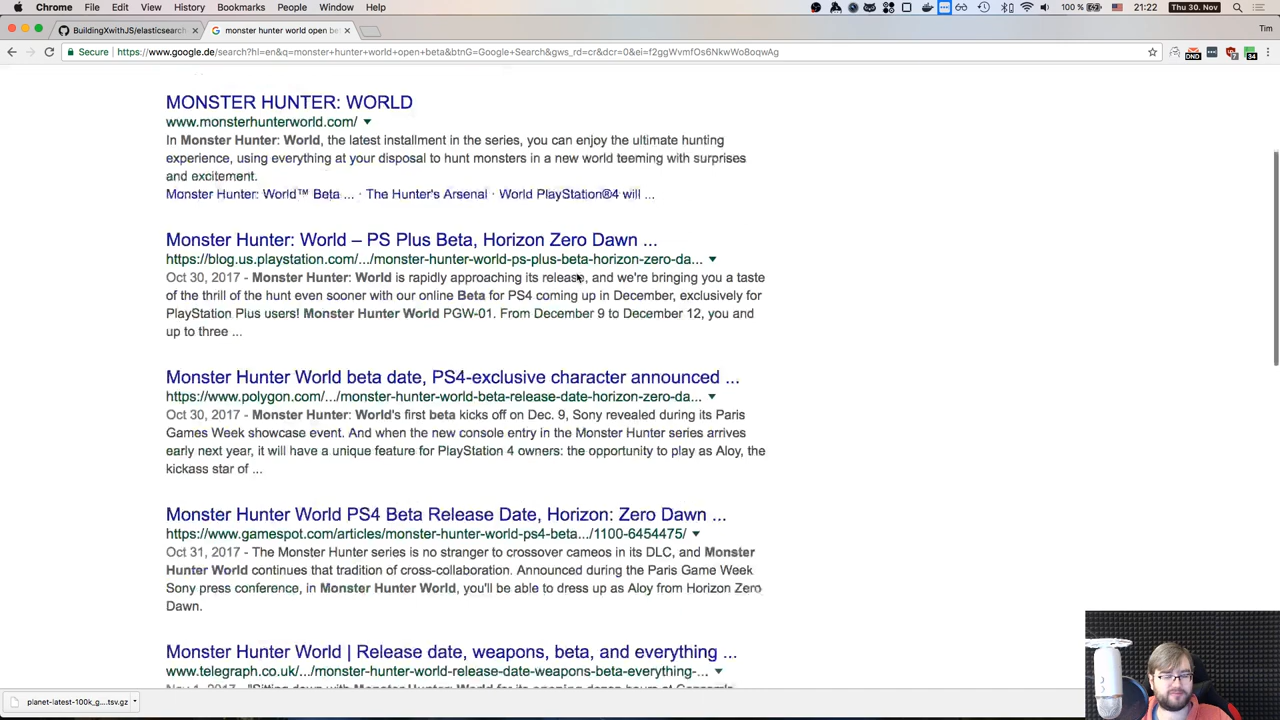 Chrome File Edit View History Bookmarks People Window Help 100 % 21:22 Thu 30. Nov
BuildingXwithJS/elasticsearch × monster hunter world open be × Tim
Secure https://www.google.de/search?hl=en&q=monster+hunter+world+open+beta&btnG=Google+Search&gws_rd=cr&dcr=0&ei=f2ggWvmfOs6NkwWo8oqwAg
MONSTER HUNTER: WORLD
www.monsterhunterworld.com/
In Monster Hunter: World, the latest installment in the series, you can enjoy the ultimate hunting
experience, using everything at your disposal to hunt monsters in a new world teeming with surprises
and excitement.
Monster Hunter: World™ Beta ... · The Hunter's Arsenal · World PlayStation®4 will ...
Monster Hunter: World – PS Plus Beta, Horizon Zero Dawn ...
https://blog.us.playstation.com/.../monster-hunter-world-ps-plus-beta-horizon-zero-da...
Oct 30, 2017 - Monster Hunter: World is rapidly approaching its release, and we're bringing you a taste
of the thrill of the hunt even sooner with our online Beta for PS4 coming up in December, exclusively for
PlayStation Plus users! Monster Hunter World PGW-01. From December 9 to December 12, you and
up to three ...
Monster Hunter World beta date, PS4-exclusive character announced ...
https://www.polygon.com/.../monster-hunter-world-beta-release-date-horizon-zero-da...
Oct 30, 2017 - Monster Hunter: World's first beta kicks off on Dec. 9, Sony revealed during its Paris
Games Week showcase event. And when the new console entry in the Monster Hunter series arrives
early next year, it will have a unique feature for PlayStation 4 owners: the opportunity to play as Aloy, the
kickass star of ...
Monster Hunter World PS4 Beta Release Date, Horizon: Zero Dawn ...
https://www.gamespot.com/articles/monster-hunter-world-ps4-beta.../1100-6454475/
Oct 31, 2017 - The Monster Hunter series is no stranger to crossover cameos in its DLC, and Monster
Hunter World continues that tradition of cross-collaboration. Announced during the Paris Game Week
Sony press conference, in Monster Hunter World, you'll be able to dress up as Aloy from Horizon Zero
Dawn.
Monster Hunter World | Release date, weapons, beta, and everything ...
www.telegraph.co.uk/.../monster-hunter-world-release-date-weapons-beta-everything-...
planet-latest-100k_g....tsv.gz